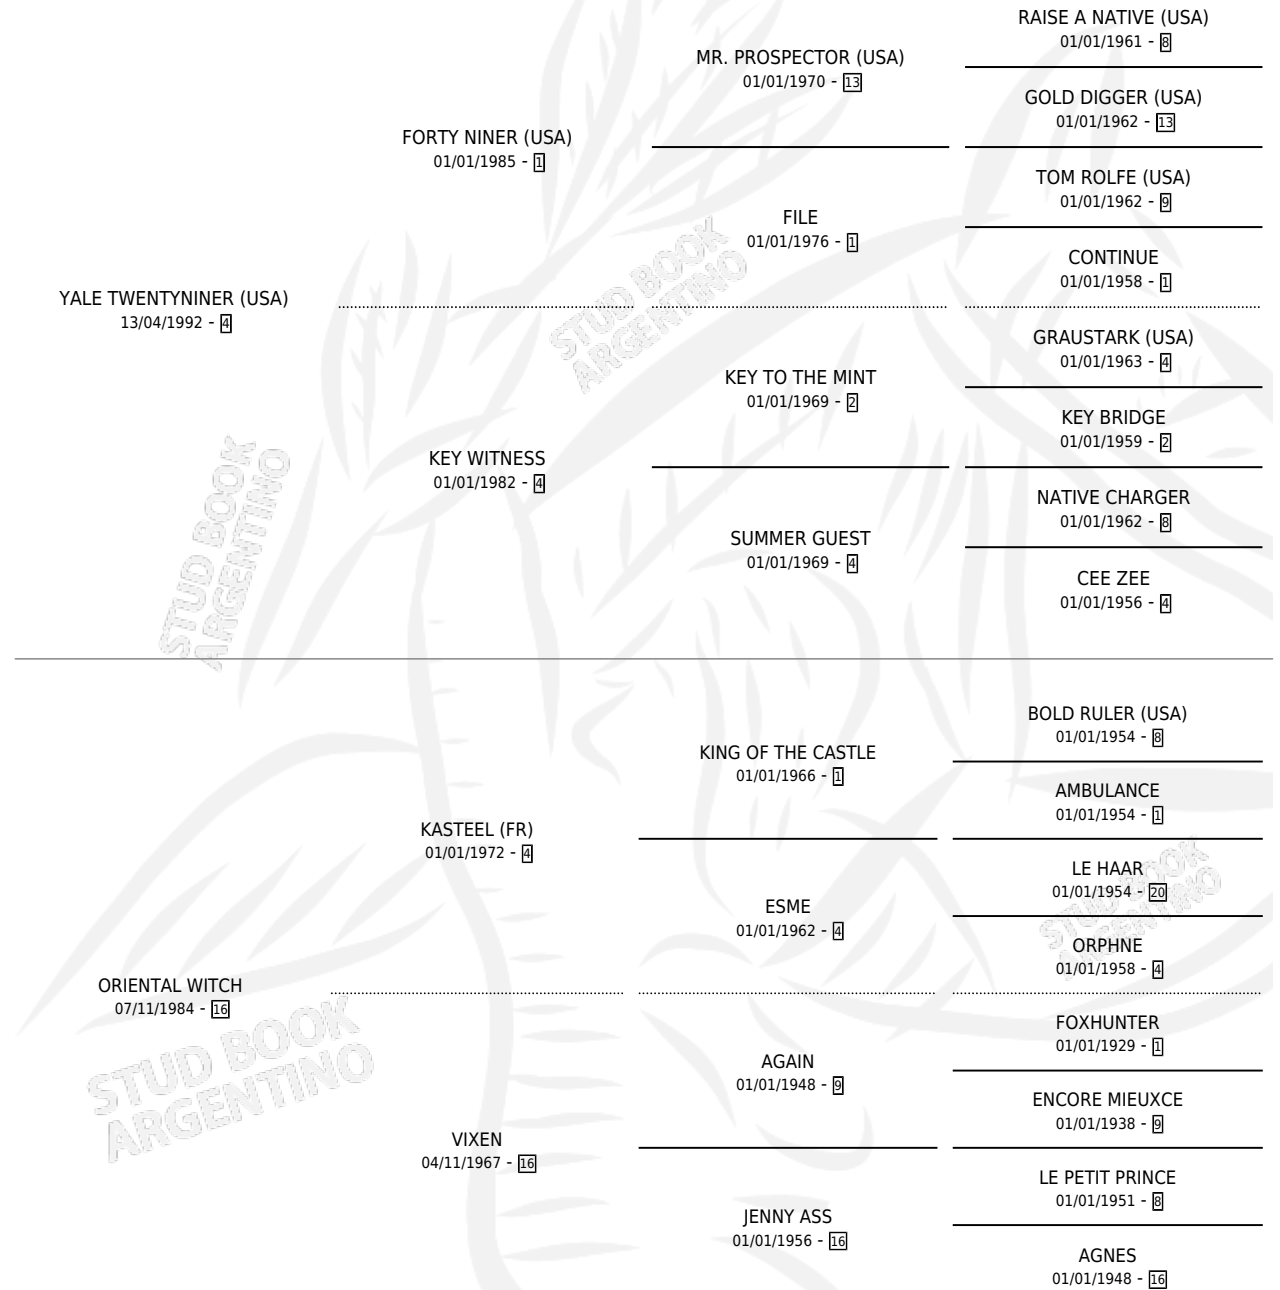 RAISE A NATIVE (USA)
01/01/1961 - 8
MR. PROSPECTOR (USA)
01/01/1970 - 13
GOLD DIGGER (USA)
01/01/1962 - 13
FORTY NINER (USA)
01/01/1985 - 1
TOM ROLFE (USA)
01/01/1962 - 9
FILE
01/01/1976 - 1
CONTINUE
01/01/1958 - 1
YALE TWENTYNINER (USA)
13/04/1992 - 4
GRAUSTARK (USA)
01/01/1963 - 4
KEY TO THE MINT
01/01/1969 - 2
KEY BRIDGE
01/01/1959 - 2
KEY WITNESS
01/01/1982 - 4
NATIVE CHARGER
01/01/1962 - 8
SUMMER GUEST
01/01/1969 - 4
CEE ZEE
01/01/1956 - 4
STUD BOOK
ARGENTINO
STUD BOOK
ARGENTINO
BOLD RULER (USA)
01/01/1954 - 8
KING OF THE CASTLE
01/01/1966 - 1
AMBULANCE
01/01/1954 - 1
KASTEEL (FR)
01/01/1972 - 4
LE HAAR
01/01/1954 - 20
ESME
01/01/1962 - 4
ORPHNE
01/01/1958 - 4
ORIENTAL WITCH
07/11/1984 - 16
FOXHUNTER
01/01/1929 - 1
AGAIN
01/01/1948 - 9
ENCORE MIEUXCE
01/01/1938 - 9
VIXEN
04/11/1967 - 16
LE PETIT PRINCE
01/01/1951 - 8
JENNY ASS
01/01/1956 - 16
AGNES
01/01/1948 - 16
STUD BOOK
ARGENTINO
STUD BOOK
ARGENTINO